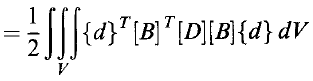 = \frac{1}{2} \iiint_V \{d\}^T [B]^T [D][B]\{d\} \, dV